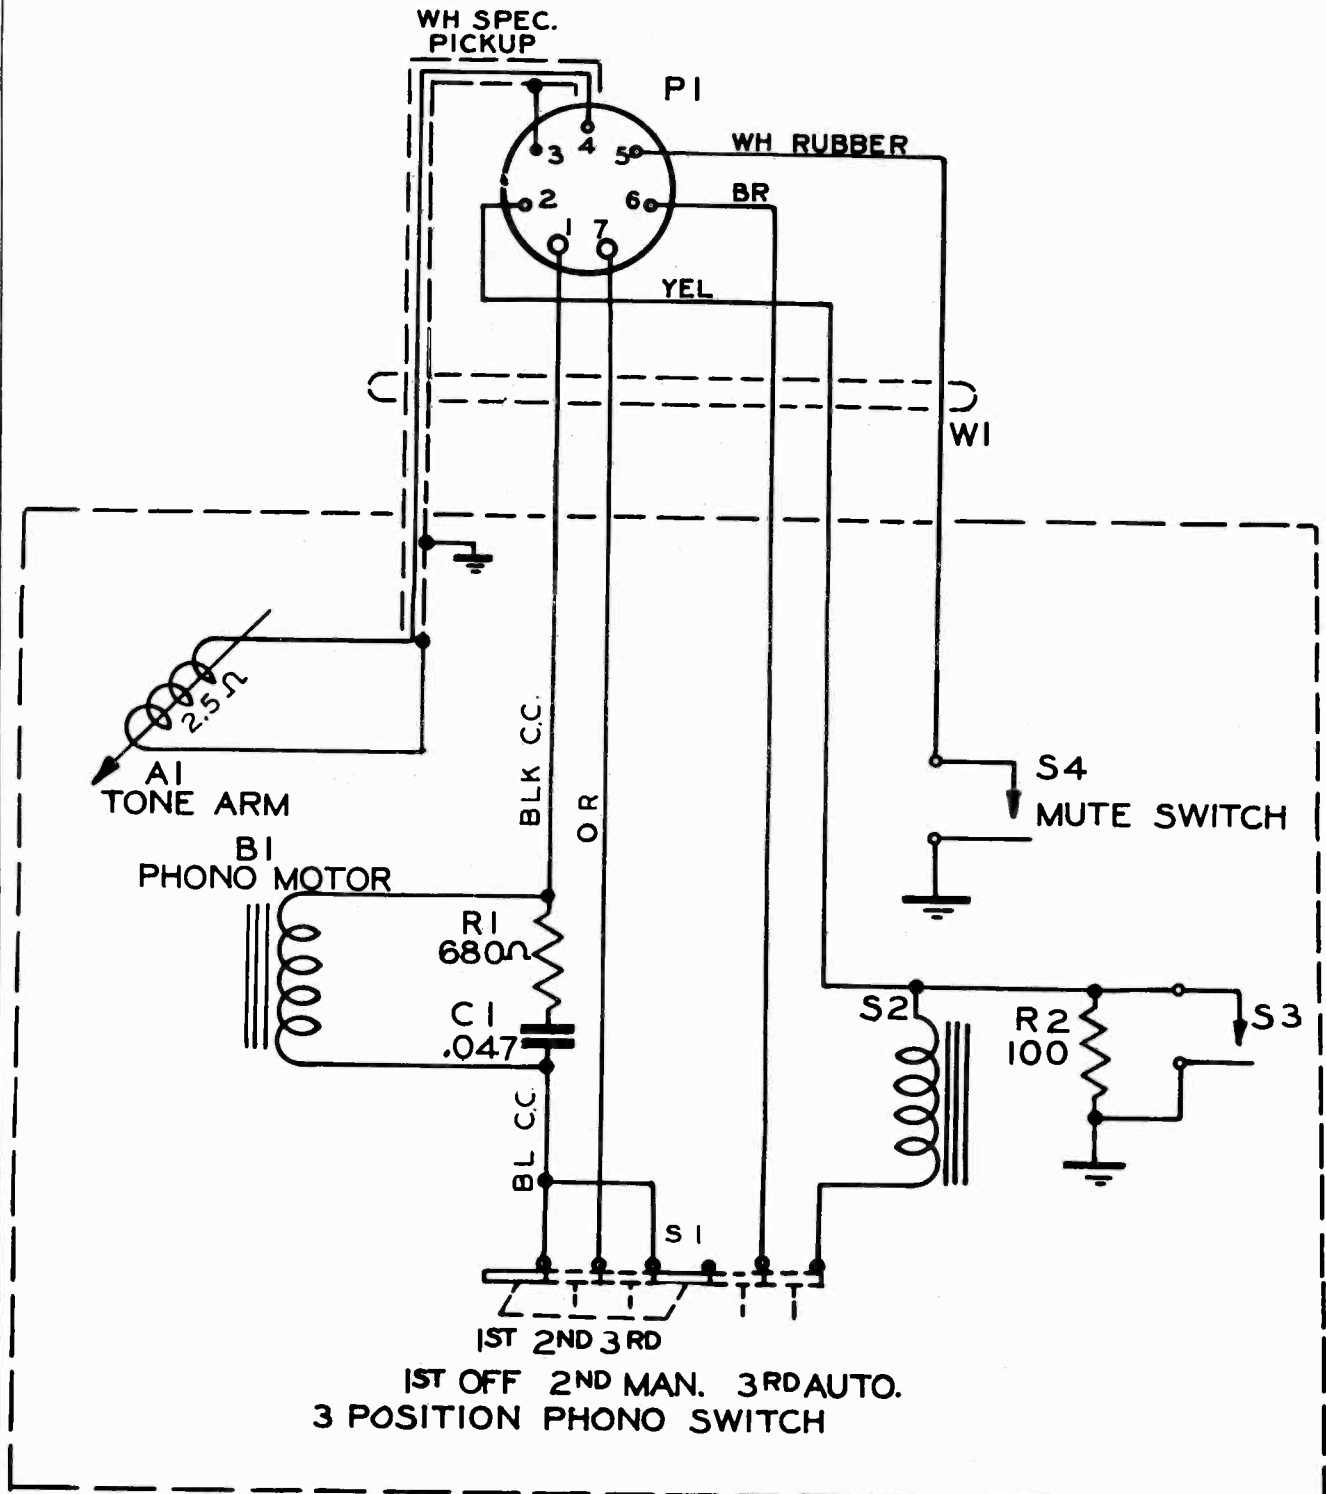 WH SPEC.
PICKUP
P1
3
4
5
WH RUBBER
2
6
BR
1
7
YEL
W1
2.5Ω
A1
TONE ARM
BLK C.C.
OR
S4
MUTE SWITCH
B1
PHONO MOTOR
R1
680Ω
C1
.047
S2
R2
100
S3
BL C.C.
S1
1ST 2ND 3RD
1ST OFF 2ND MAN. 3RD AUTO.
3 POSITION PHONO SWITCH